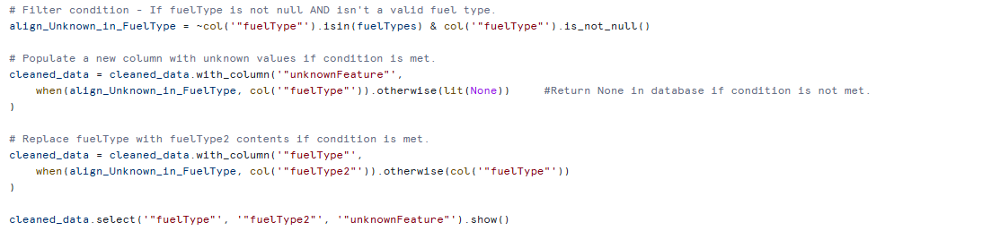 # Filter condition - If fuelType is not null AND isn't a valid fuel type.
align_Unknown_in_FuelType = ~col('"fuelType"').isin(fuelTypes) & col('"fuelType"').is_not_null()
# Populate a new column with unknown values if condition is met.
cleaned_data = cleaned_data.with_column('"unknownFeature"',
    when(align_Unknown_in_FuelType, col('"fuelType"')).otherwise(lit(None))     #Return None in database if condition is not met.
)
# Replace fuelType with fuelType2 contents if condition is met.
cleaned_data = cleaned_data.with_column('"fuelType"',
    when(align_Unknown_in_FuelType, col('"fuelType2"')).otherwise(col('"fuelType"'))
)
cleaned_data.select('"fuelType"', '"fuelType2"', '"unknownFeature"').show()